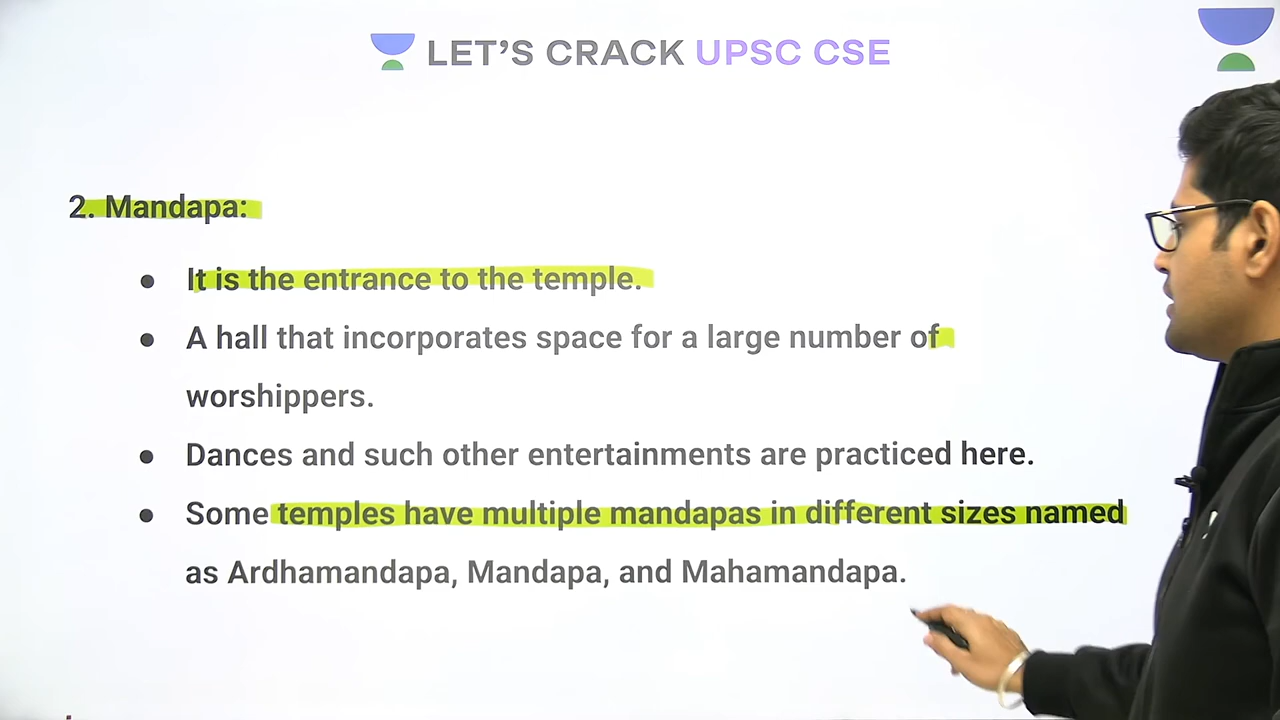 LET'S CRACK UPSC CSE
2. Mandapa:
● It is the entrance to the temple.
● A hall that incorporates space for a large number of
worshippers.
● Dances and such other entertainments are practiced here.
● Some temples have multiple mandapas in different sizes named
as Ardhamandapa, Mandapa, and Mahamandapa.